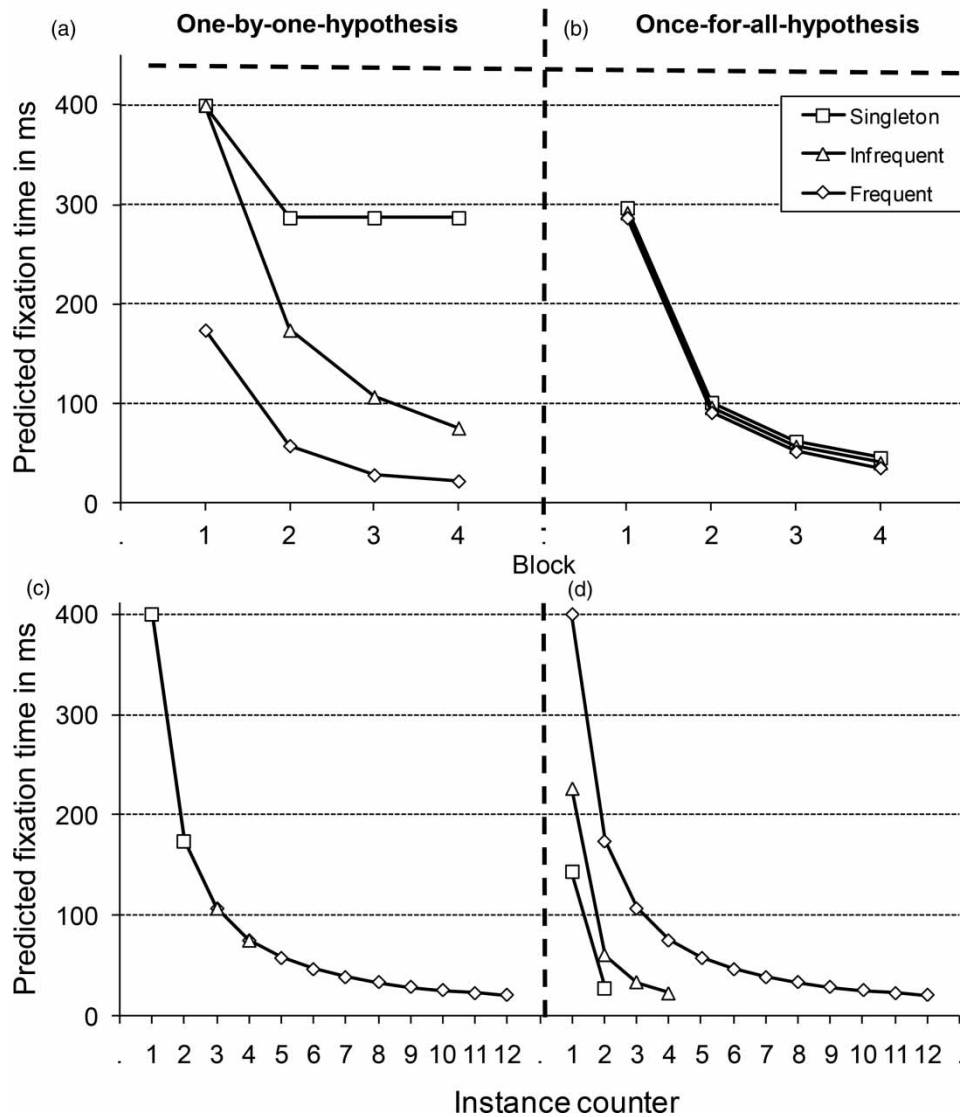 (a) One-by-one-hypothesis
(b) Once-for-all-hypothesis
Predicted fixation time in ms
400
300
200
100
0
Singleton
Infrequent
Frequent
. 1 2 3 4 . 1 2 3 4
Block
(c)
(d)
Predicted fixation time in ms
400
300
200
100
0
. 1 2 3 4 5 6 7 8 9 10 11 12 . 1 2 3 4 5 6 7 8 9 10 11 12 .
Instance counter